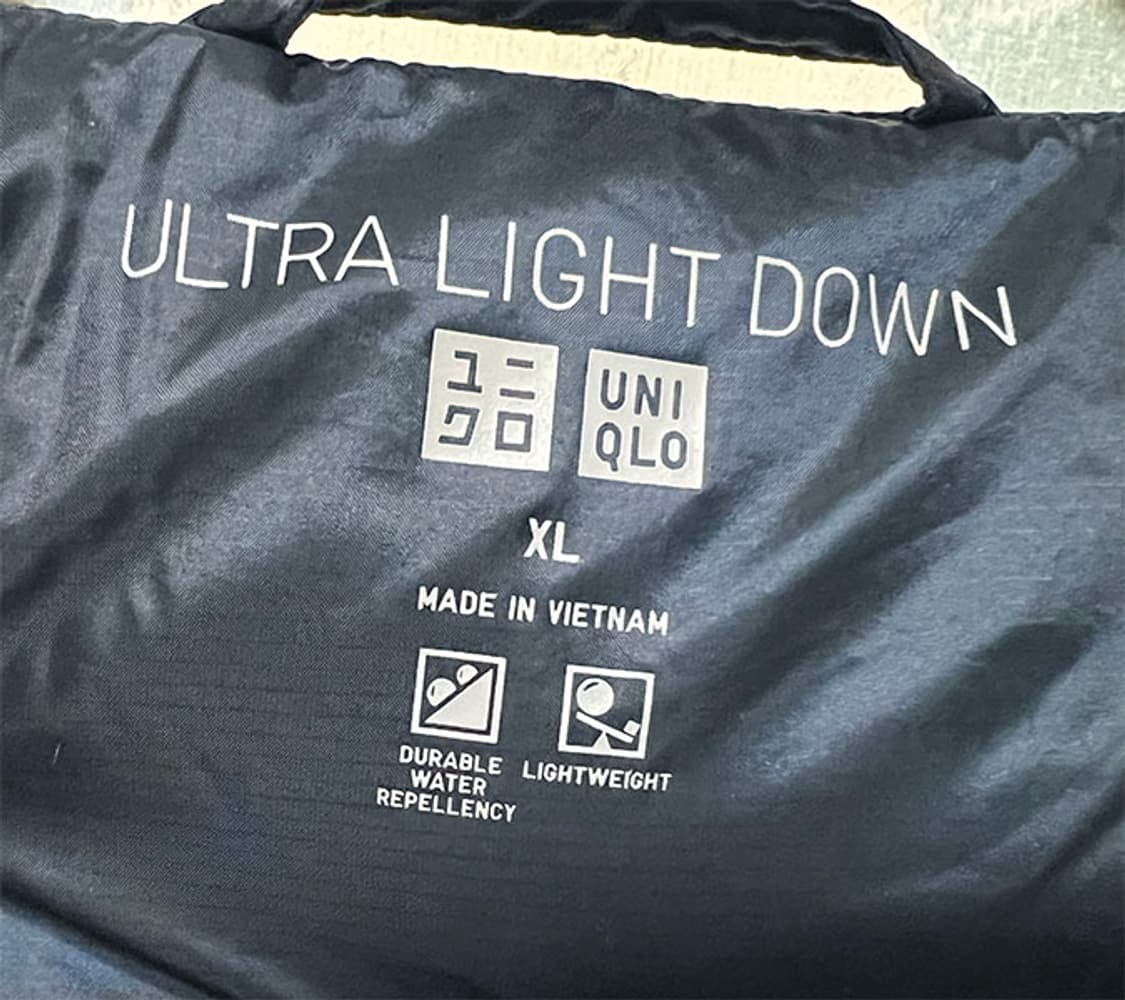 ULTRA LIGHT DOWN
ユニ
クロ
UNI
QLO
XL
MADE IN VIETNAM
DURABLE
WATER
REPELLENCY
LIGHTWEIGHT